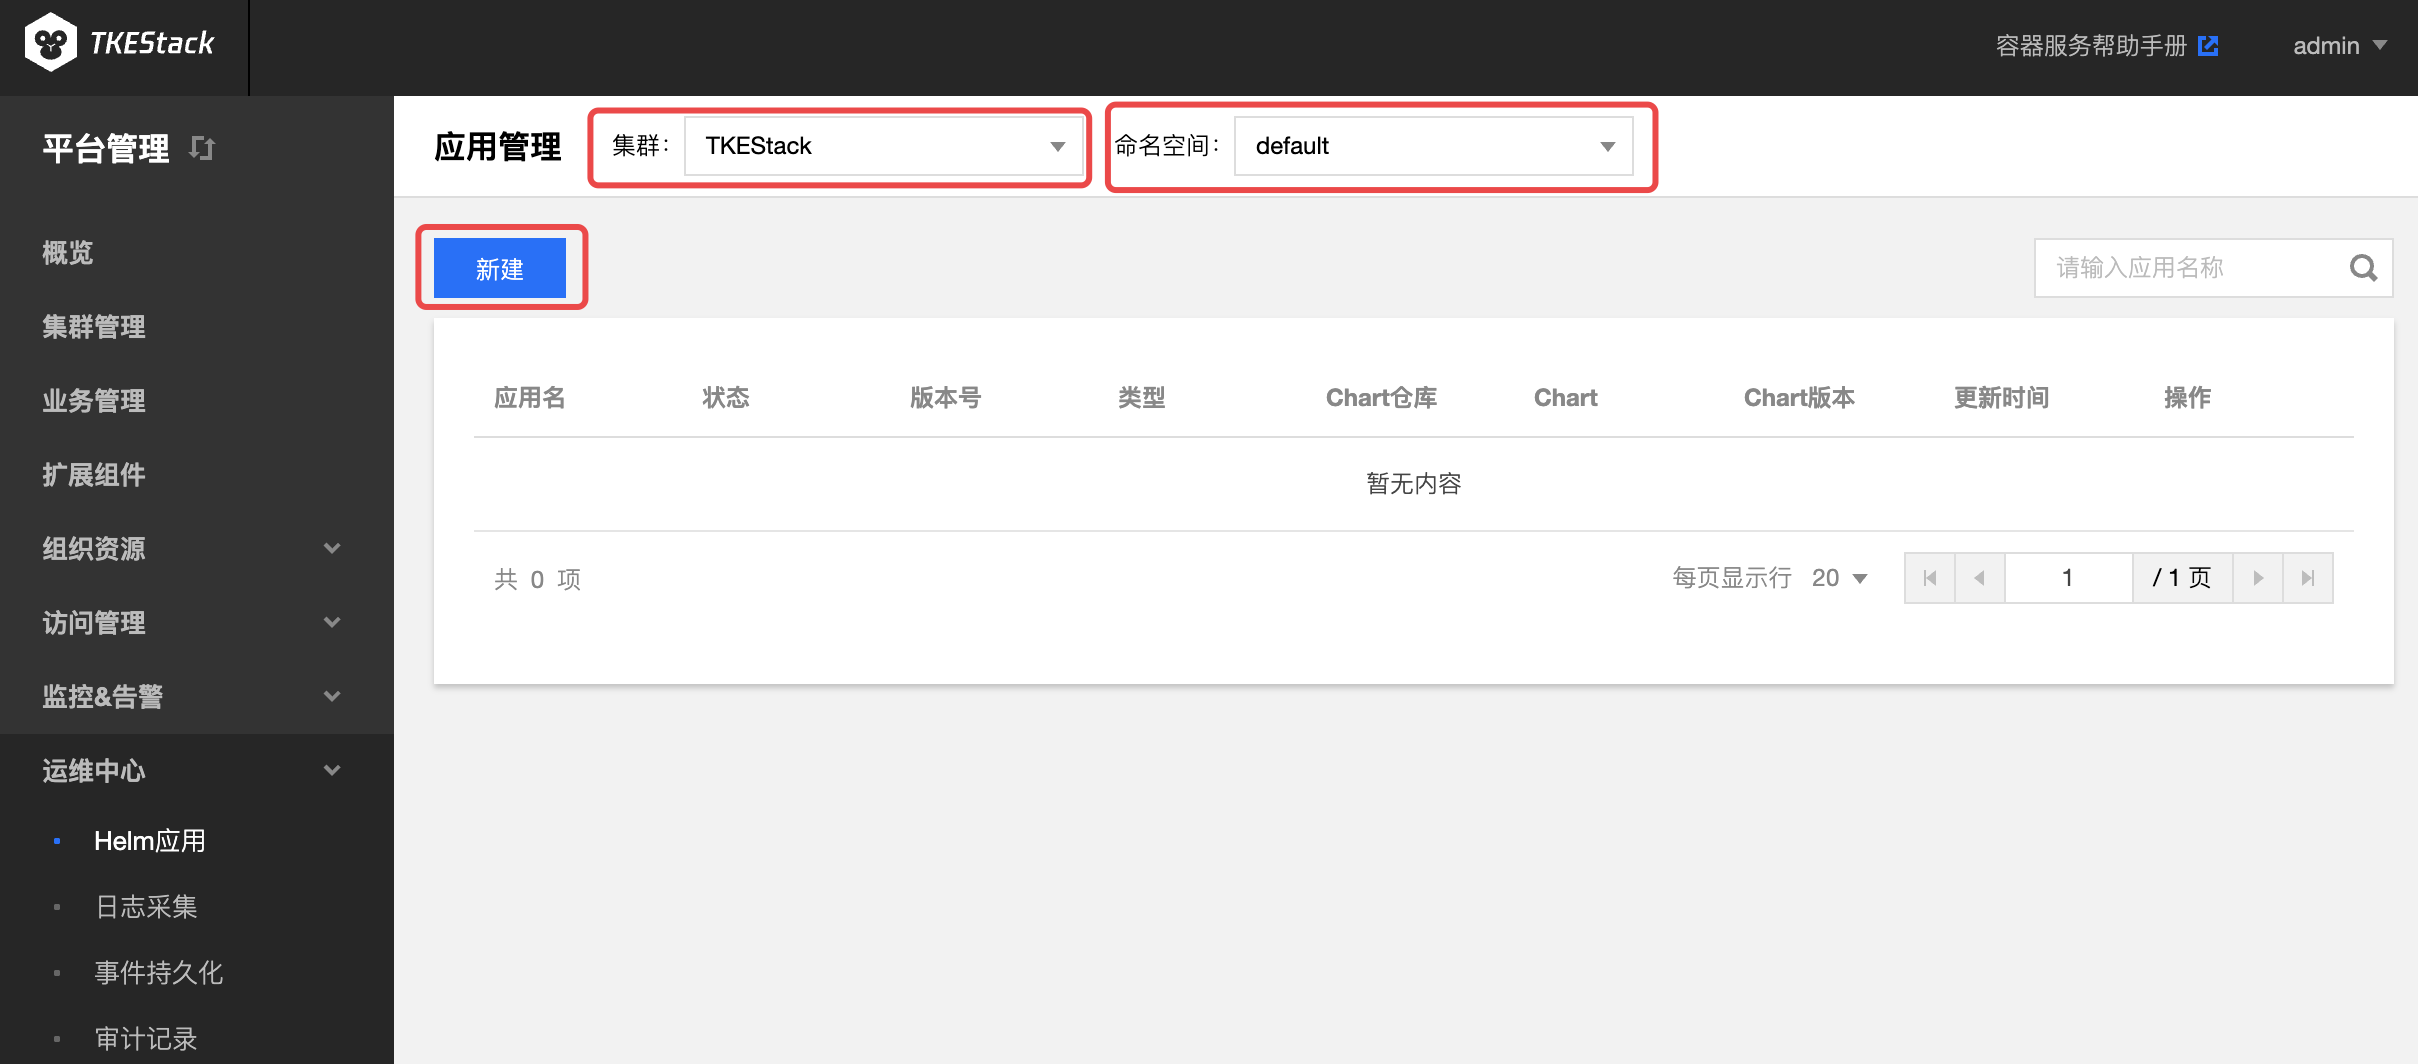 TKEStack
容器服务帮助手册
admin
平台管理
概览
集群管理
业务管理
扩展组件
组织资源
访问管理
监控&告警
运维中心
Helm应用
日志采集
事件持久化
审计记录
应用管理
集群：
TKEStack
命名空间：
default
新建
请输入应用名称
应用名 状态 版本号 类型 Chart仓库 Chart Chart版本 更新时间 操作
暂无内容
共 0 项
每页显示行 20
1 / 1 页